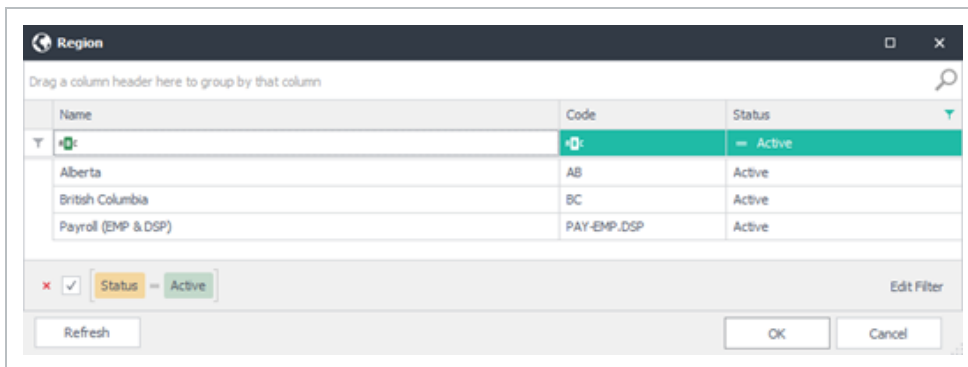 Region
Drag a column header here to group by that column
Name Code Status
= Active
Alberta AB Active
British Columbia BC Active
Payroll (EMP & DSP) PAY-EMP.DSP Active
Status = Active Edit Filter
Refresh OK Cancel